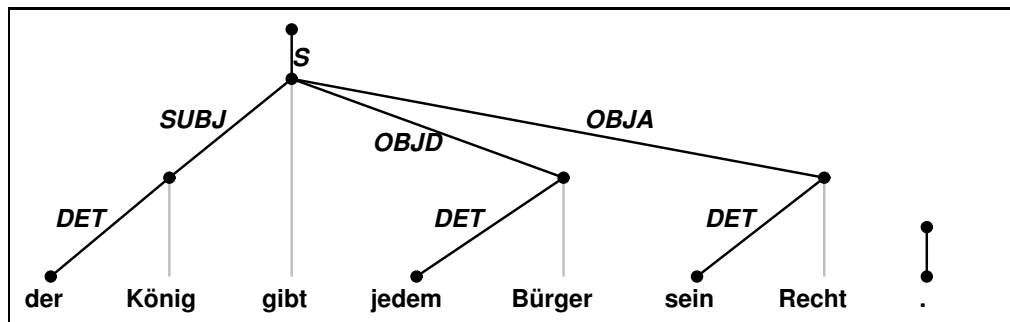 S
SUBJ
OBJA
OBJD
DET DET DET
der König gibt jedem Bürger sein Recht .